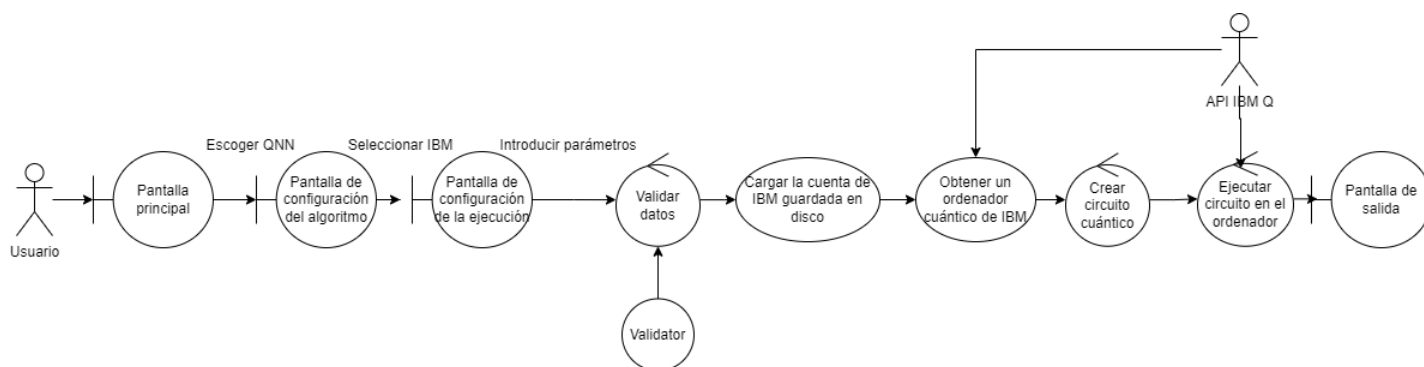 API IBM Q
Escoger QNN
Seleccionar IBM
Introducir parámetros
Usuario
Pantalla
principal
Pantalla de
configuración
del algoritmo
Pantalla de
configuración
de la ejecución
Validar
datos
Cargar la cuenta de
IBM guardada en
disco
Obtener un
ordenador
cuántico de IBM
Crear
circuito
cuántico
Ejecutar
circuito en el
ordenador
Pantalla de
salida
Validator